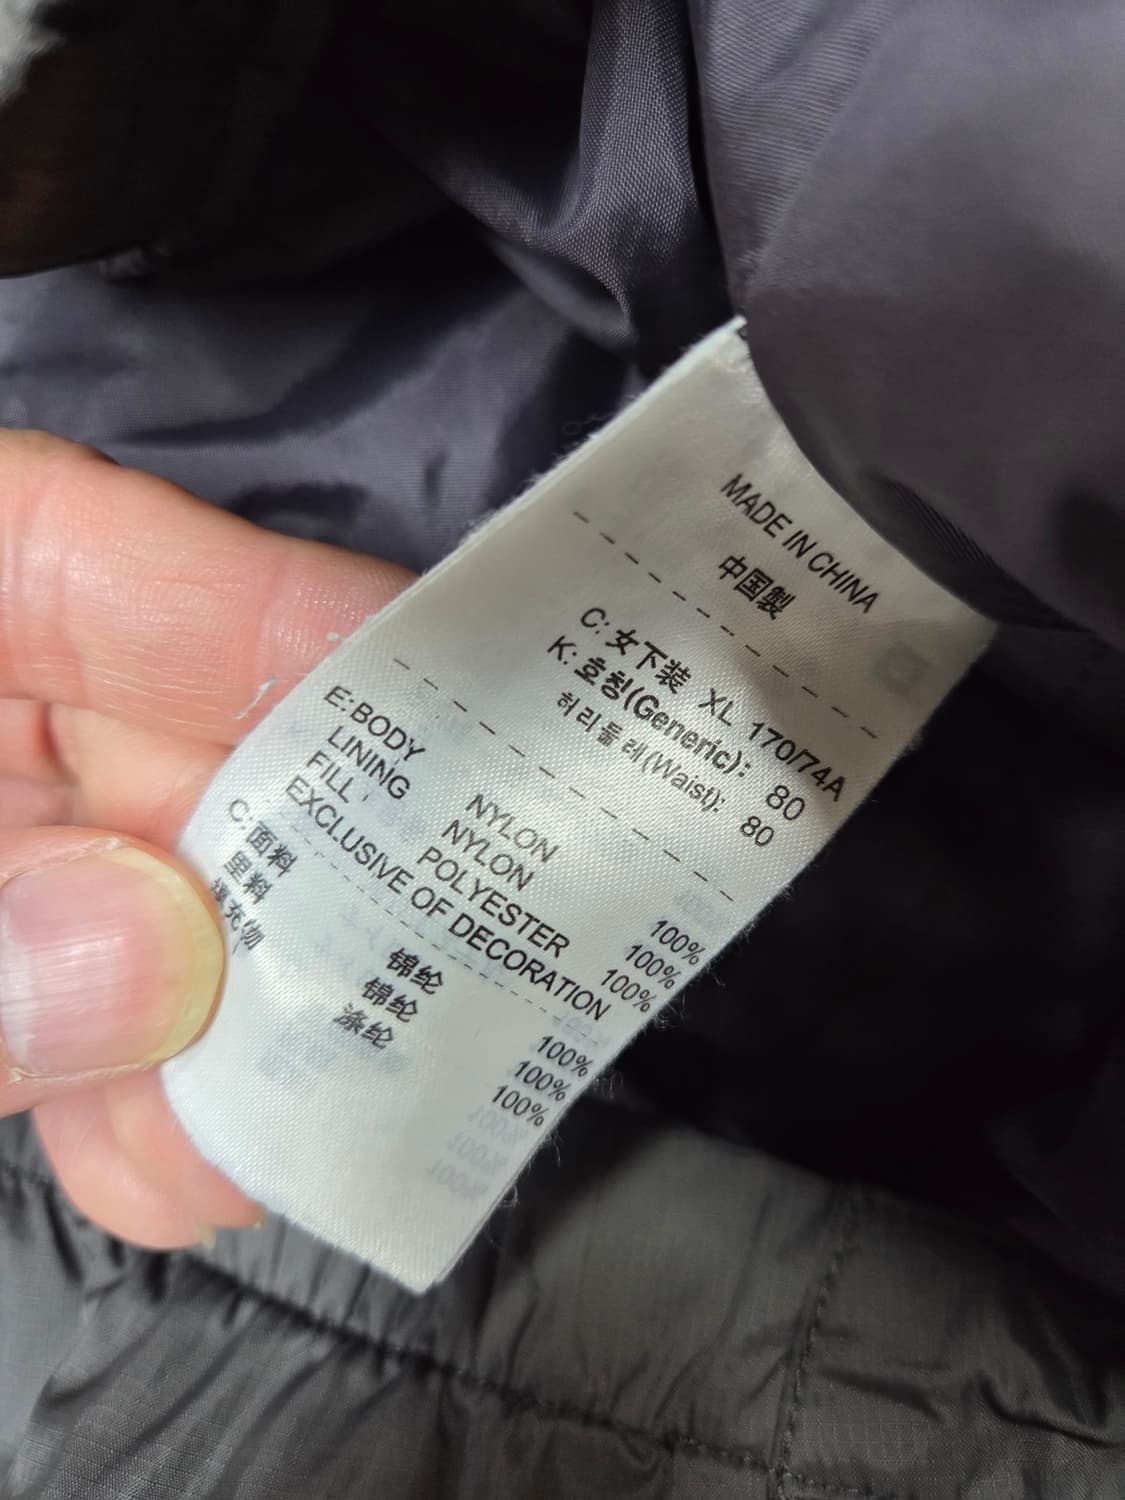 MADE IN CHINA
中国製
C: 女下装 XL 170/74A
K: 호칭(Generic): 80
허리둘레(Waist): 80
E: BODY NYLON 100%
LINING NYLON 100%
FILL POLYESTER 100%
EXCLUSIVE OF DECORATION
C: 面料 锦纶 100%
里料 锦纶 100%
填充物 涤纶 100%